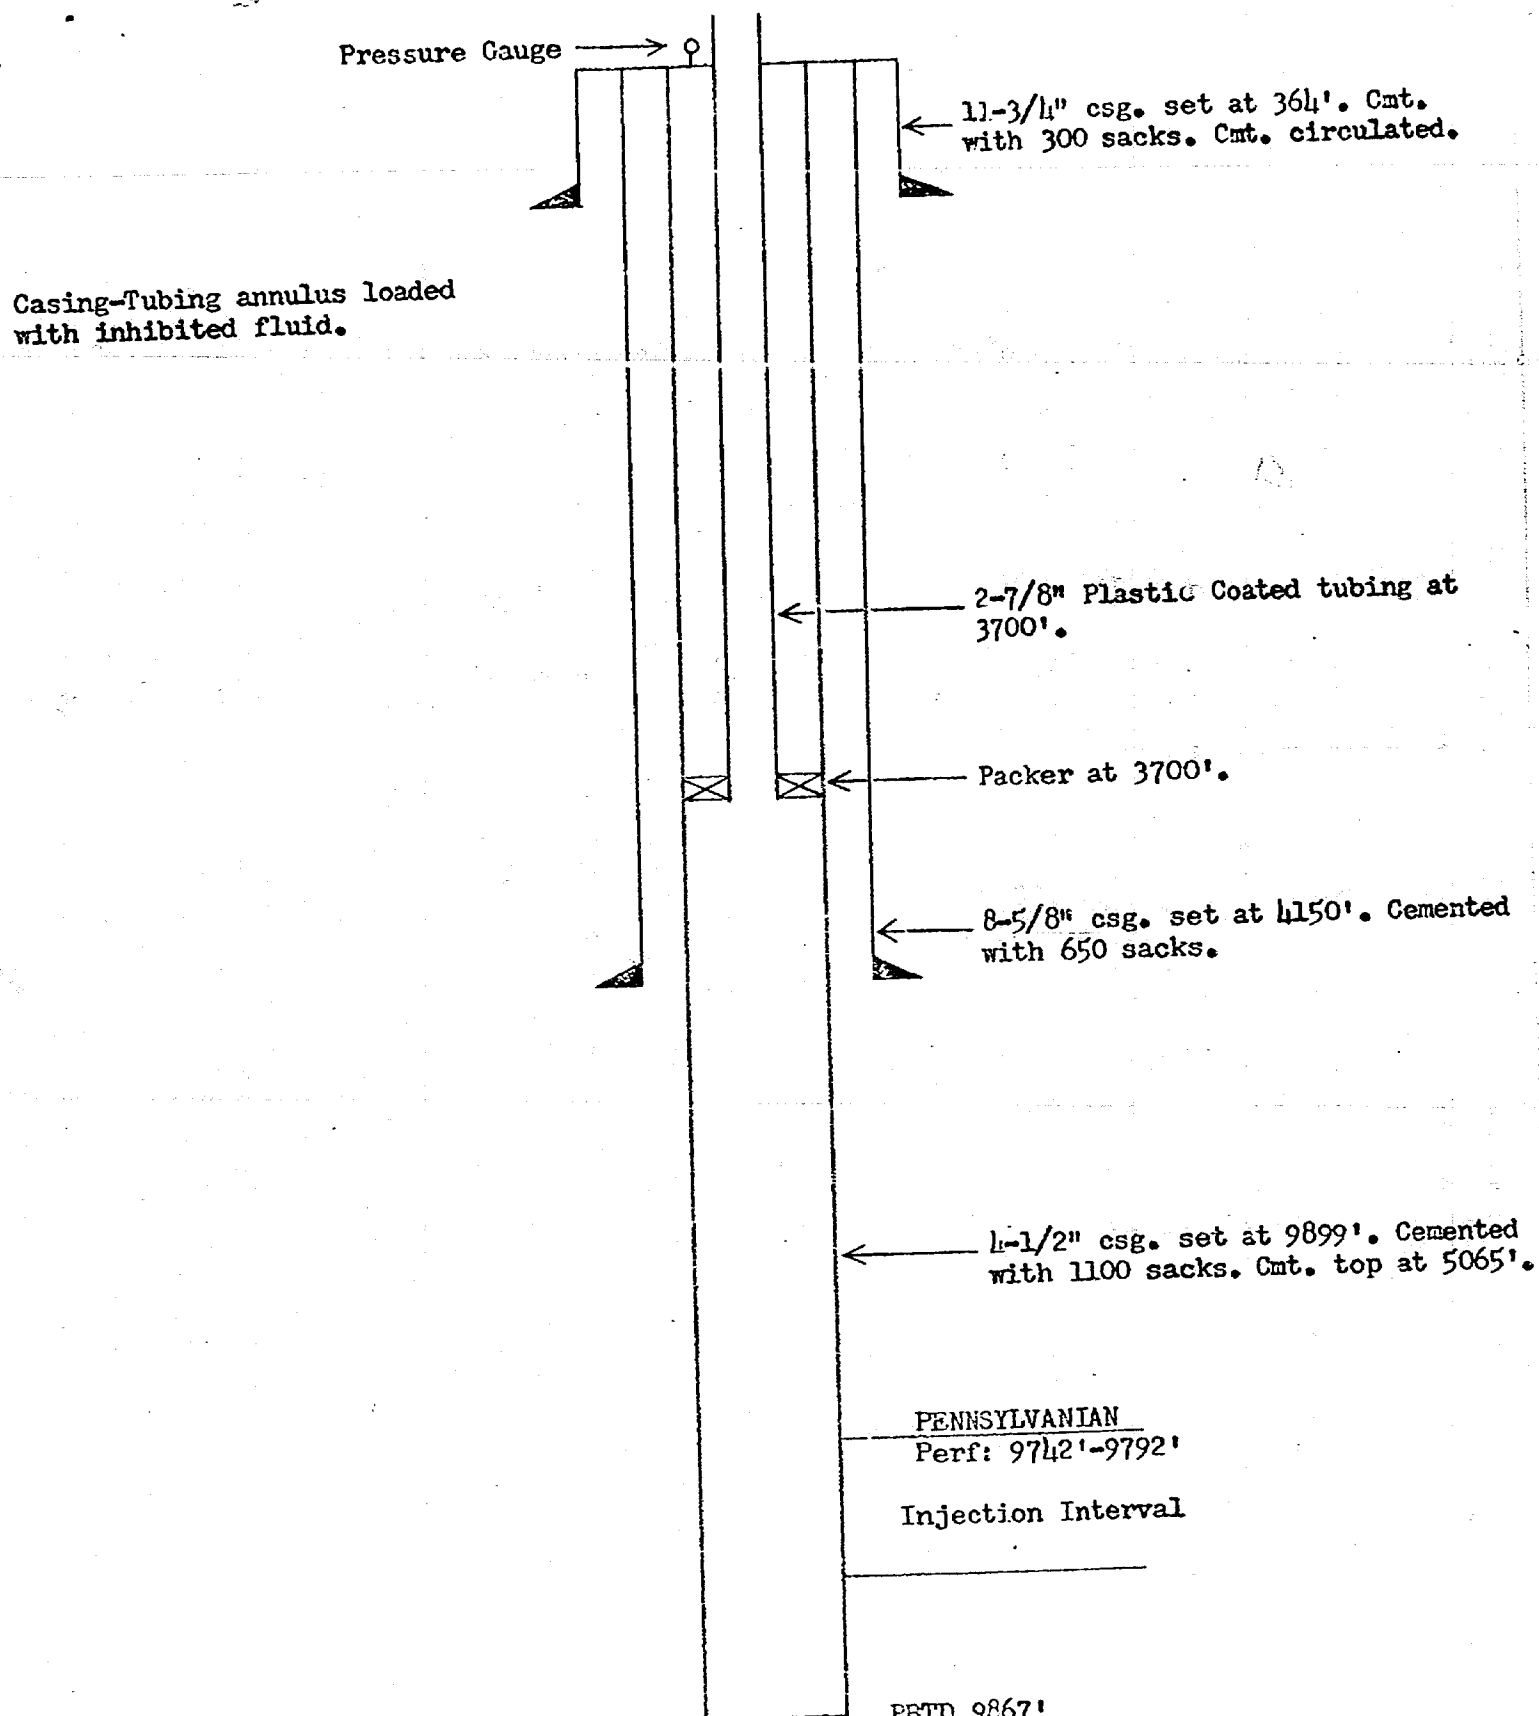 Pressure Gauge
11-3/4" csg. set at 364'. Cmt.
with 300 sacks. Cmt. circulated.
Casing-Tubing annulus loaded
with inhibited fluid.
2-7/8" Plastic Coated tubing at
3700'.
Packer at 3700'.
8-5/8" csg. set at 4150'. Cemented
with 650 sacks.
4-1/2" csg. set at 9899'. Cemented
with 1100 sacks. Cmt. top at 5065'.
PENNSYLVANIAN
Perf: 9742'-9792'
Injection Interval
PBTD 9867'